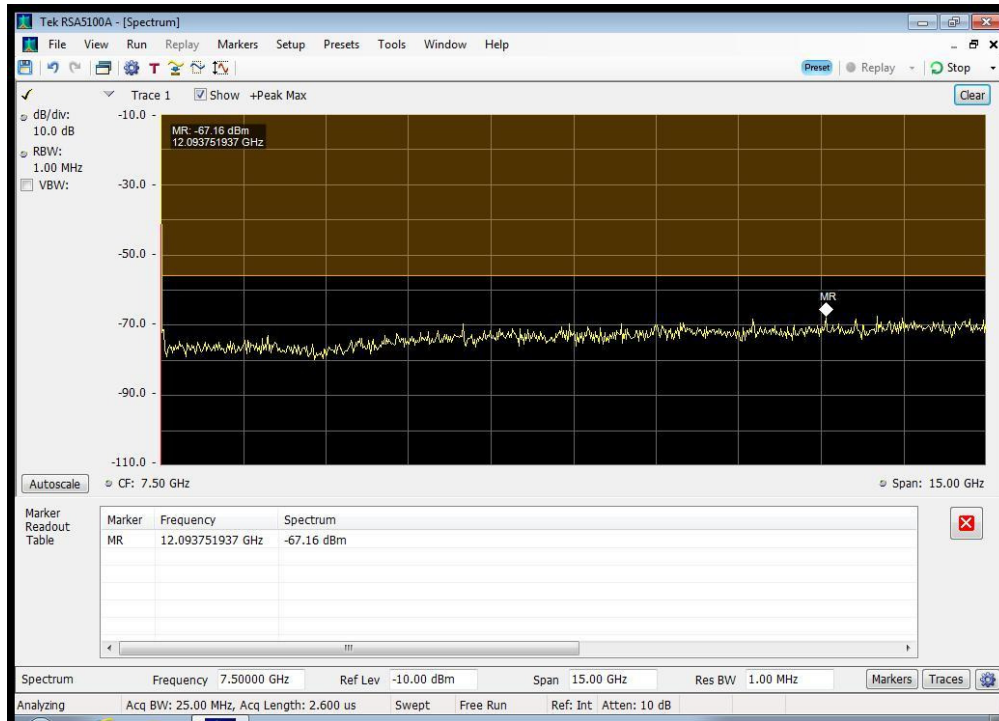 Tek RSA5100A - [Spectrum]
File View Run Replay Markers Setup Presets Tools Window Help
T Preset Replay Stop
Trace 1 Show +Peak Max Clear
dB/div:
10.0 dB
RBW:
1.00 MHz
VBW:
-10.0 -
MR: -67.16 dBm
12.093751937 GHz
-30.0 -
-50.0 -
MR
-70.0 -
-90.0 -
-110.0 -
Autoscale CF: 7.50 GHz Span: 15.00 GHz
Marker
Readout
Table
Marker Frequency Spectrum
MR 12.093751937 GHz -67.16 dBm
Spectrum Frequency 7.50000 GHz Ref Lev -10.00 dBm Span 15.00 GHz Res BW 1.00 MHz Markers Traces
Analyzing Acq BW: 25.00 MHz, Acq Length: 2.600 us Swept Free Run Ref: Int Atten: 10 dB